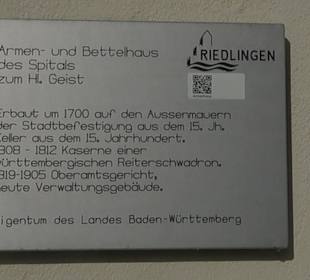 Armen- und Bettelhaus
des Spitals
zum Hl. Geist
RIEDLINGEN
Erbaut um 1700 auf den Aussenmauern
der Stadtbefestigung aus dem 15. Jh.
Keller aus dem 15. Jahrhundert.
1808 - 1812 Kaserne einer
württembergischen Reiterschwadron.
1819-1905 Oberamtsgericht,
heute Verwaltungsgebäude.
Eigentum des Landes Baden-Württemberg